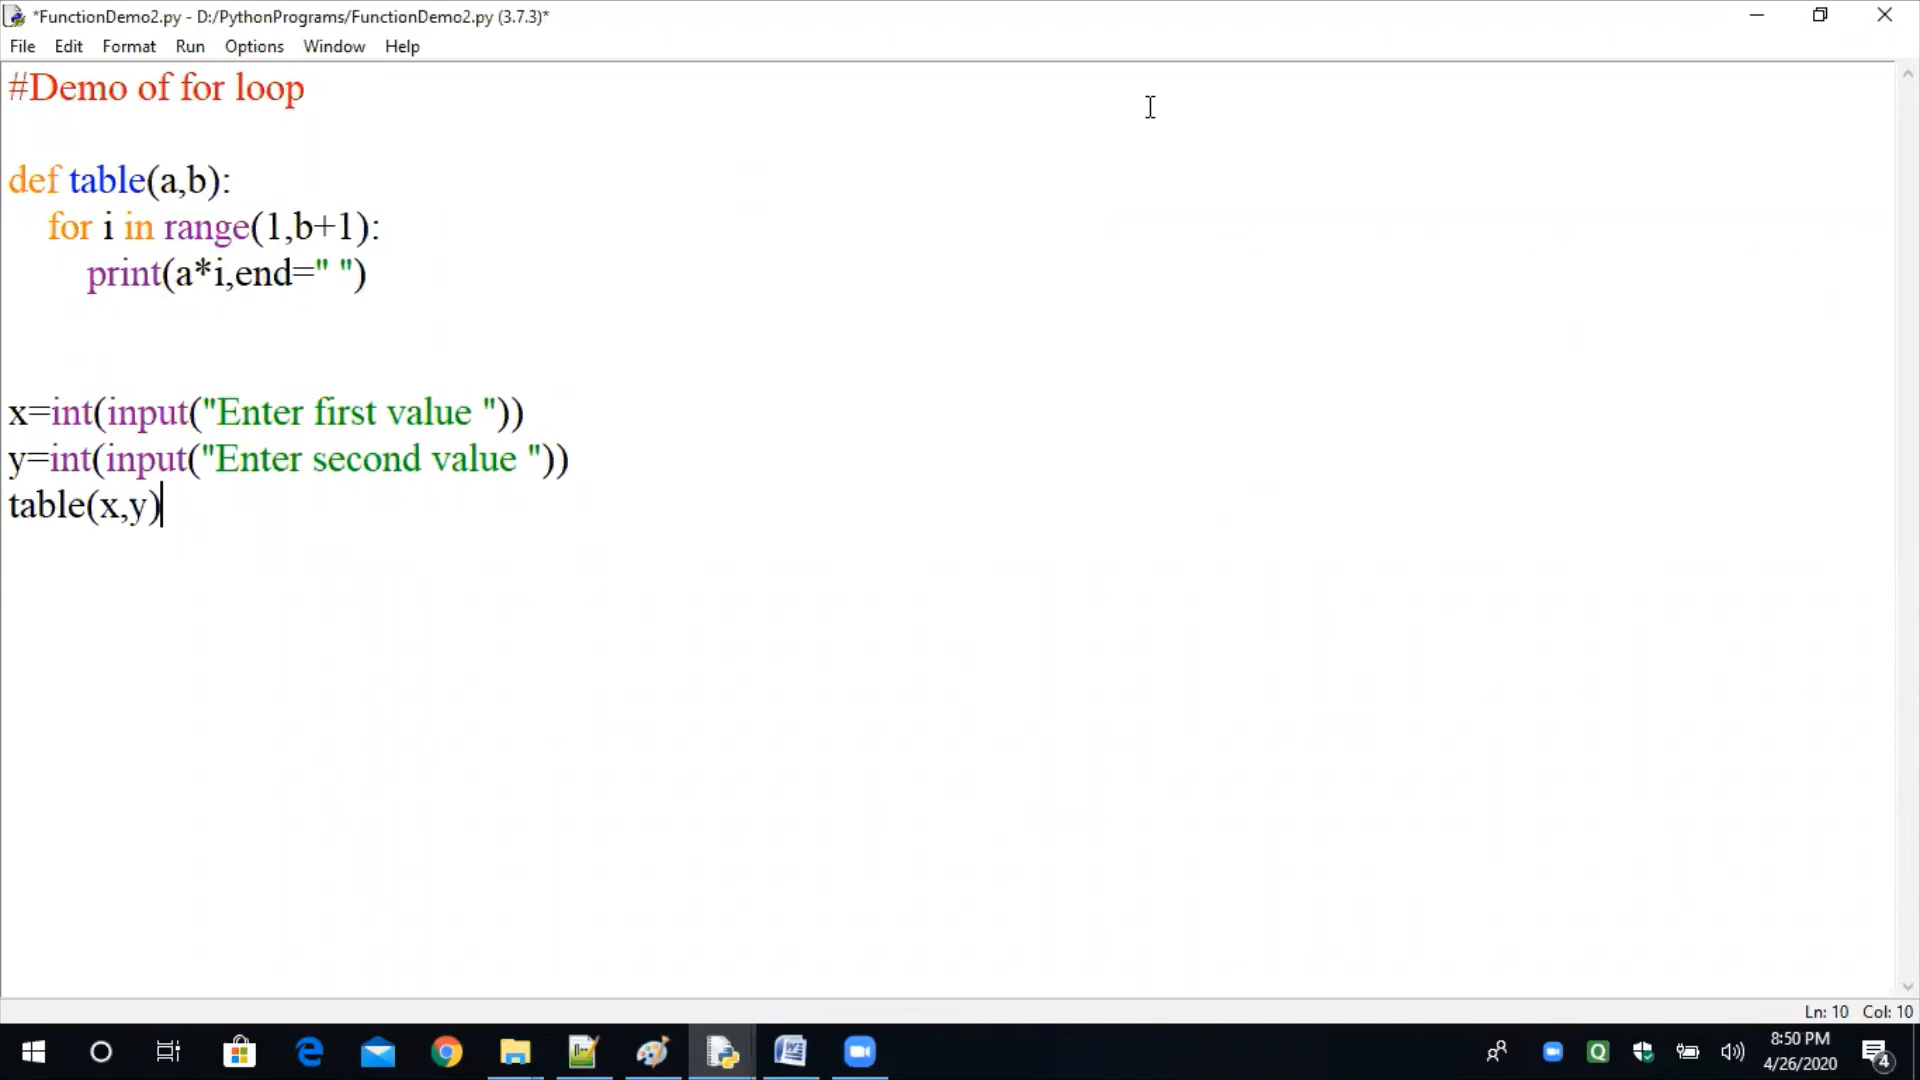 *FunctionDemo2.py - D:/PythonPrograms/FunctionDemo2.py (3.7.3)*
File Edit Format Run Options Window Help
#Demo of for loop
def table(a,b):
    for i in range(1,b+1):
        print(a*i,end=" ")
x=int(input("Enter first value "))
y=int(input("Enter second value "))
table(x,y)
Ln: 10 Col: 10
8:50 PM
4/26/2020
4